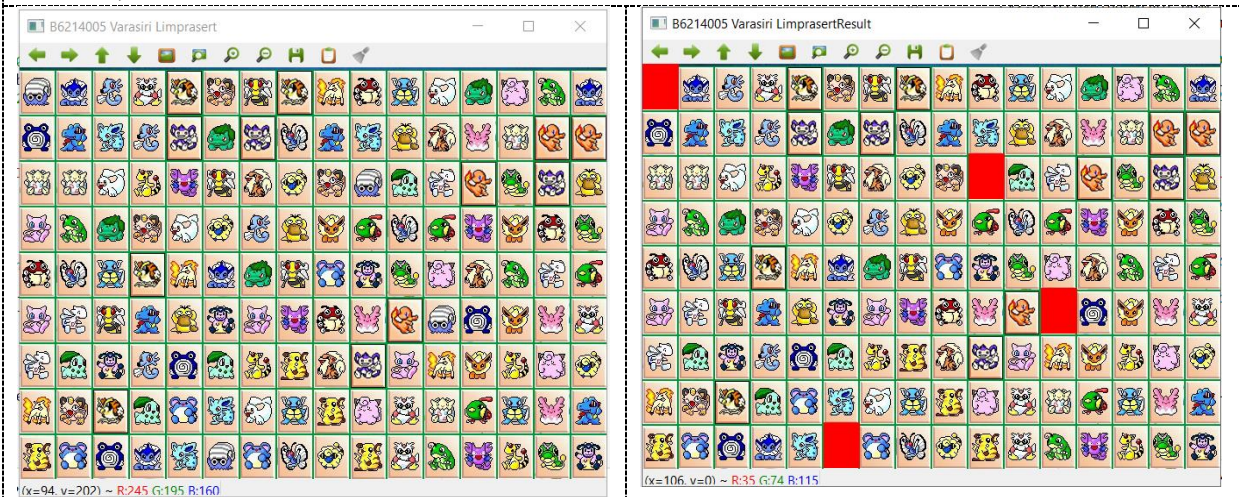 B6214005 Varasiri Limprasert
(x=94, y=202) ~ R:245 G:195 B:160
B6214005 Varasiri LimprasertResult
(x=106, y=0) ~ R:35 G:74 B:115